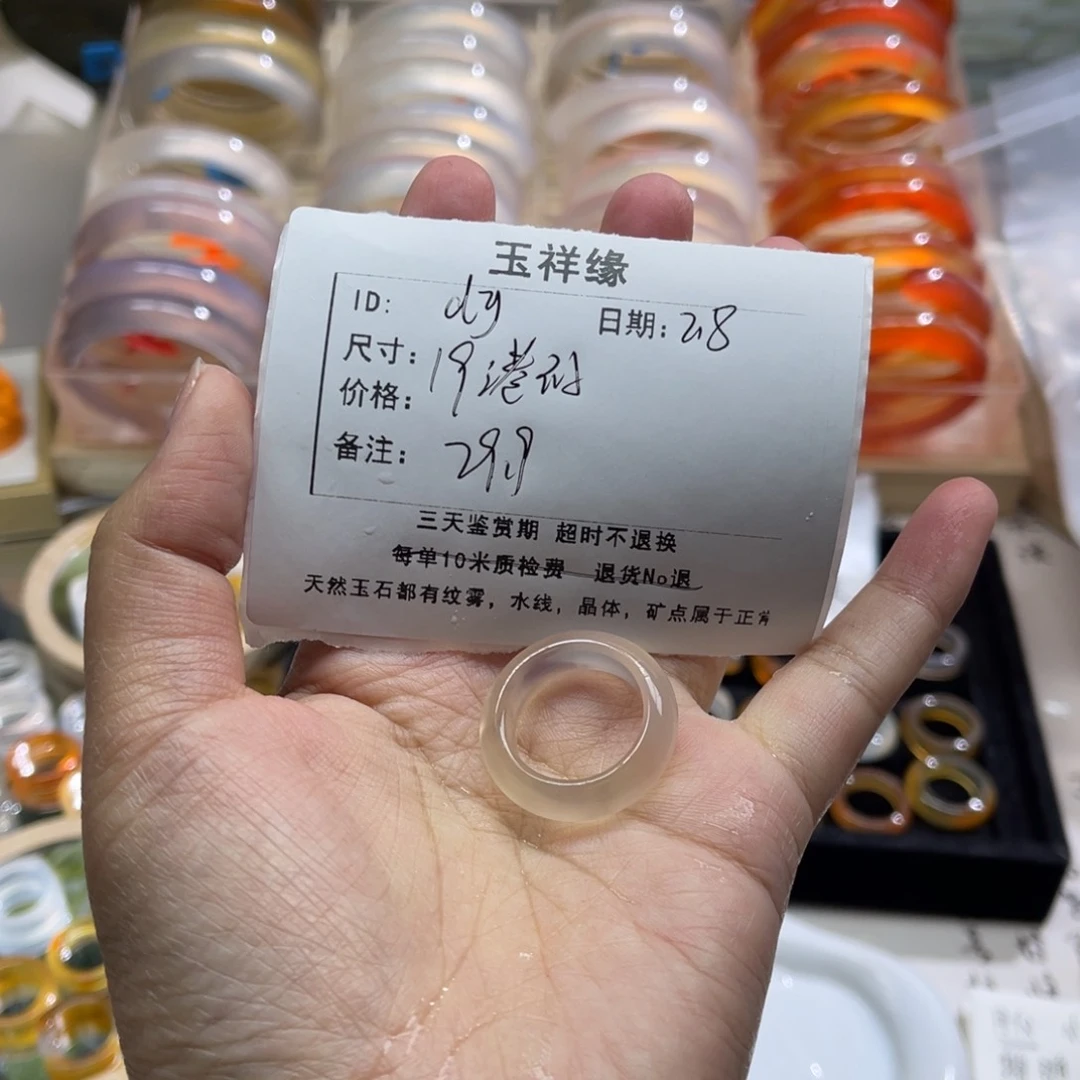 玉祥缘
ID: dy 日期: 2.8
尺寸: 19港码
价格:
备注: 29.9
三天鉴赏期 超时不退换
每单10米质检费 退货No退
天然玉石都有纹雾，水线，晶体，矿点属于正常